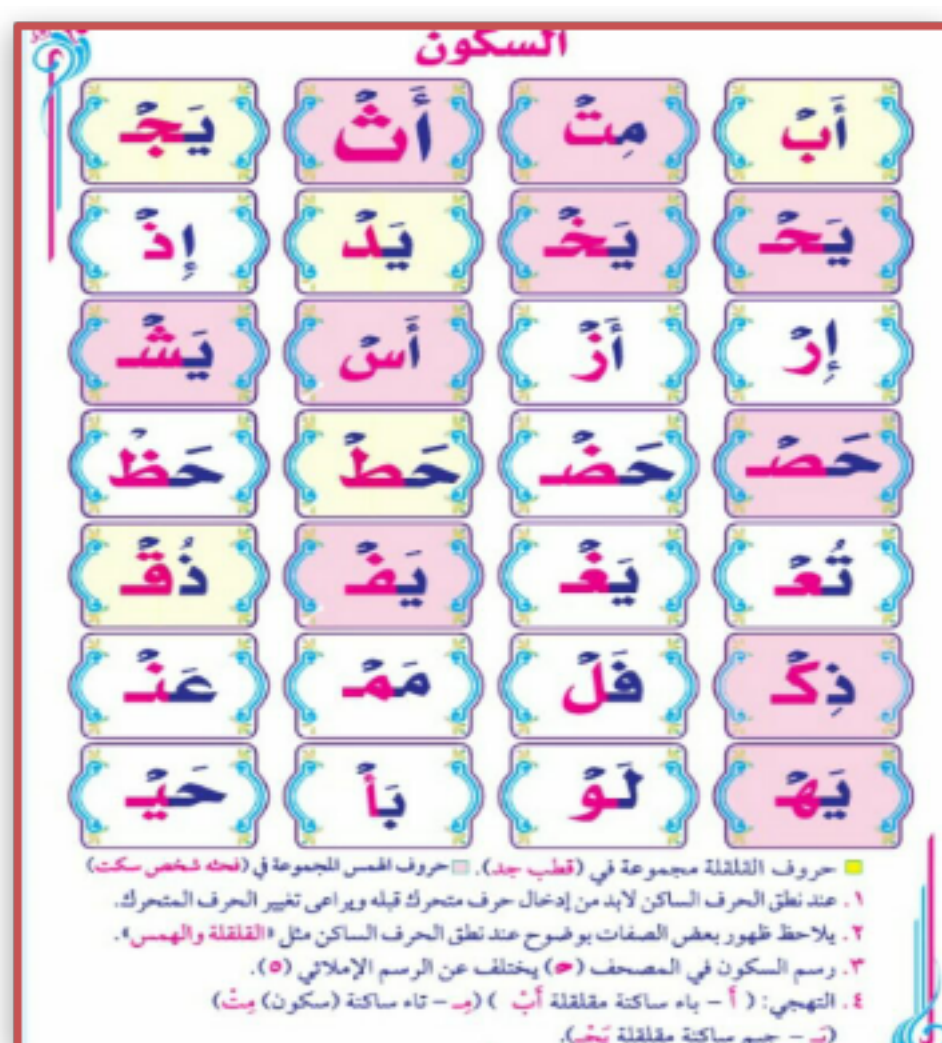 السكون
أَبْ مِتْ أَثْ يَجْـ
يَحْـ يَخْـ يَدْ إِذْ
إِرْ أَزْ أَسْ يَشْـ
حَصْـ حَضْـ حَطْ حَظْ
تُعْـ يَغْـ يَفْـ ذُقْـ
ذِكْـ فَلْ مَمْـ عَنْـ
يَهْـ لَوْ بَأْ حَيْـ
حروف القلقلة مجموعة في (قطب جد). حروف الهمس المجموعة في (فحثه شخص سكت)
١. عند نطق الحرف الساكن لابد من إدخال حرف متحرك قبله ويراعى تغيير الحرف المتحرك.
٢. يلاحظ ظهور بعض الصفات بوضوح عند نطق الحرف الساكن مثل «القلقلة والهمس».
٣. رسم السكون في المصحف (ﺣ) يختلف عن الرسم الإملائي (ه).
٤. التهجي: ( أَ – باء ساكنة مقلقلة أَبْ ) (مِـ – تاء ساكنة (سكون) مِتْ)
(يَـ – جيم ساكنة مقلقلة يَجْـ).